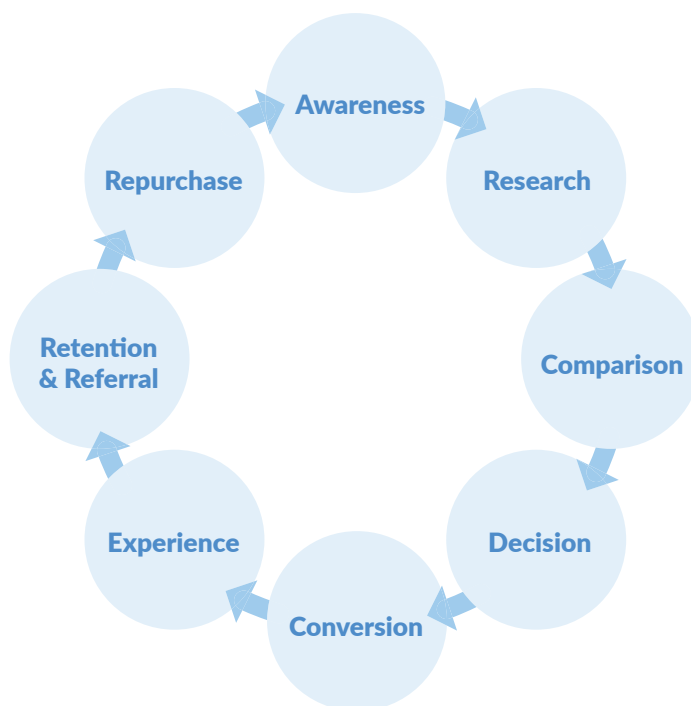 Awareness
Research
Comparison
Decision
Conversion
Experience
Retention
& Referral
Repurchase